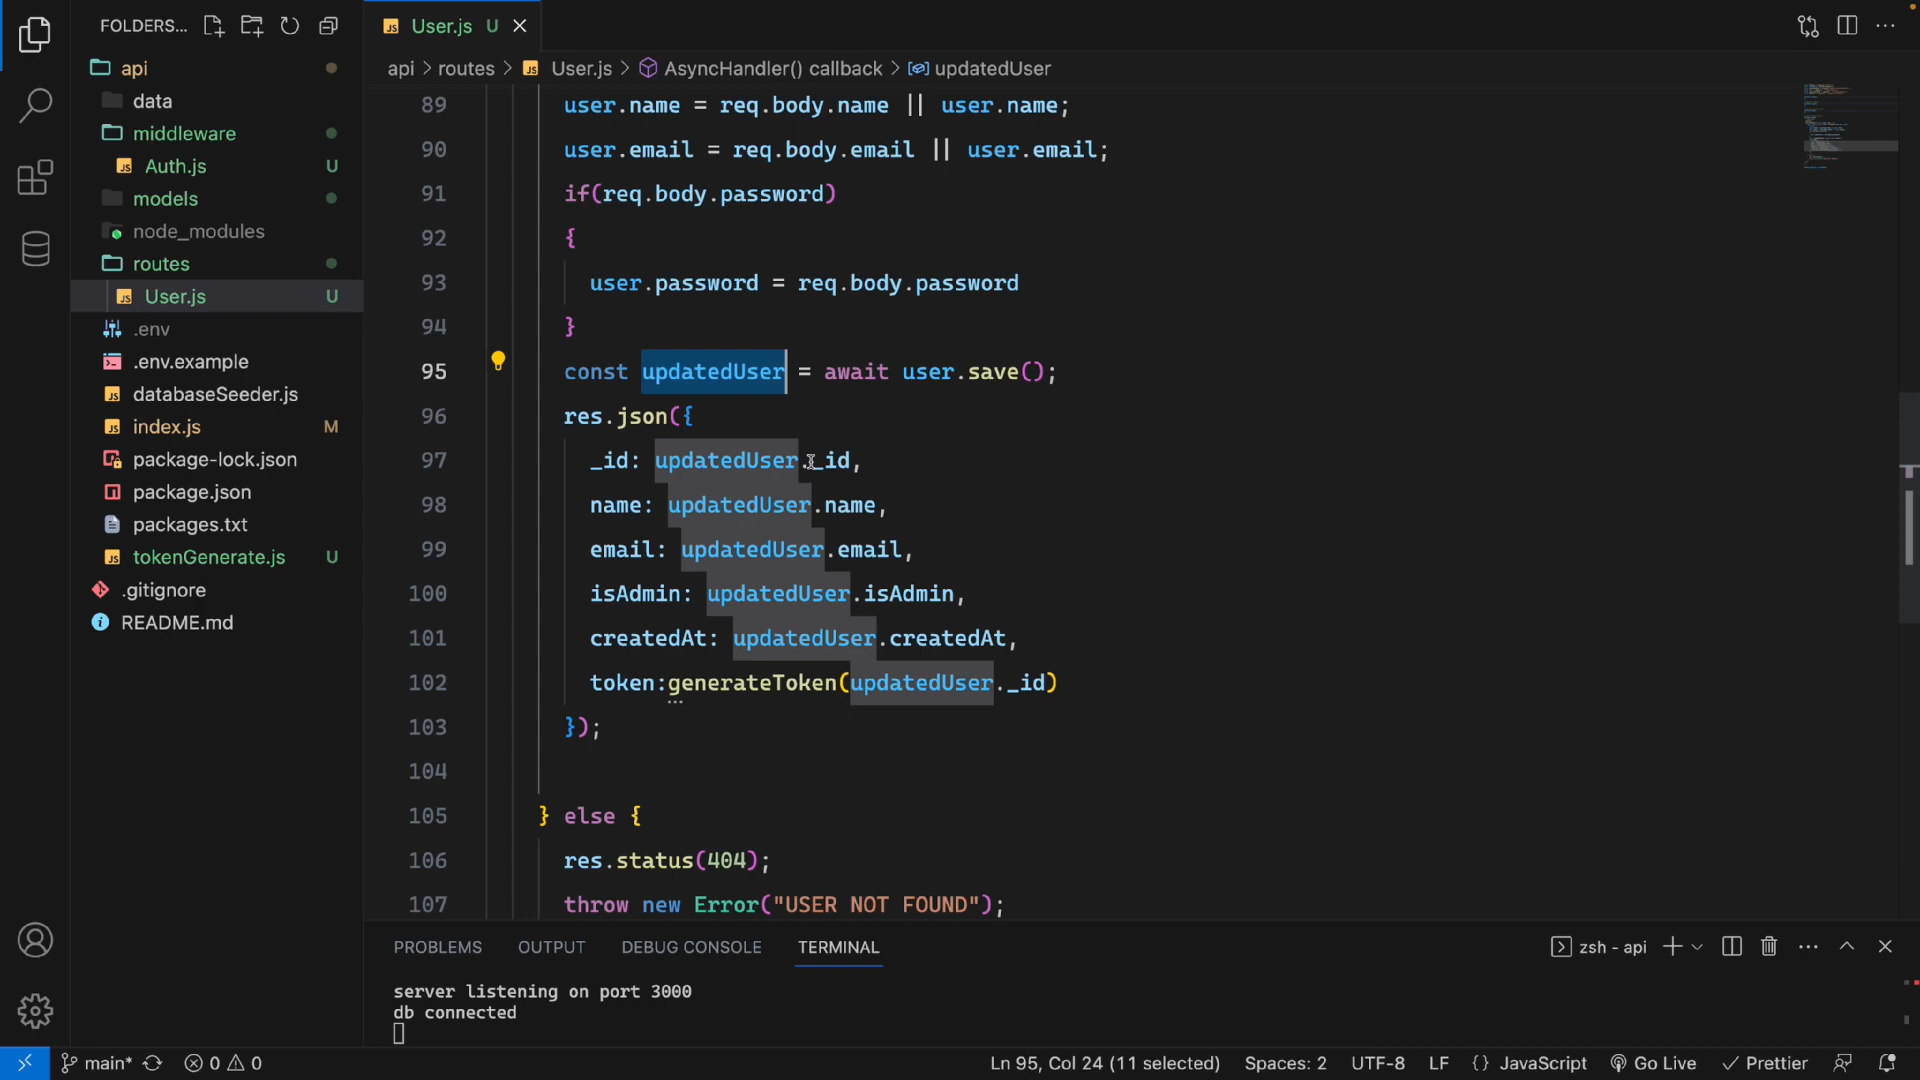 FOLDERS...
api
data
middleware
Auth.js U
models
node_modules
routes
User.js U
.env
.env.example
databaseSeeder.js
index.js M
package-lock.json
package.json
packages.txt
tokenGenerate.js U
.gitignore
README.md
User.js U
api > routes > User.js > AsyncHandler() callback > updatedUser
89 user.name = req.body.name || user.name;
90 user.email = req.body.email || user.email;
91 if(req.body.password)
92 {
93 user.password = req.body.password
94 }
95 const updatedUser = await user.save();
96 res.json({
97 _id: updatedUser._id,
98 name: updatedUser.name,
99 email: updatedUser.email,
100 isAdmin: updatedUser.isAdmin,
101 createdAt: updatedUser.createdAt,
102 token:generateToken(updatedUser._id)
103 });
104
105 } else {
106 res.status(404);
107 throw new Error("USER NOT FOUND");
PROBLEMS OUTPUT DEBUG CONSOLE TERMINAL zsh - api
server listening on port 3000
db connected
main* 0 0 Ln 95, Col 24 (11 selected) Spaces: 2 UTF-8 LF {} JavaScript Go Live Prettier